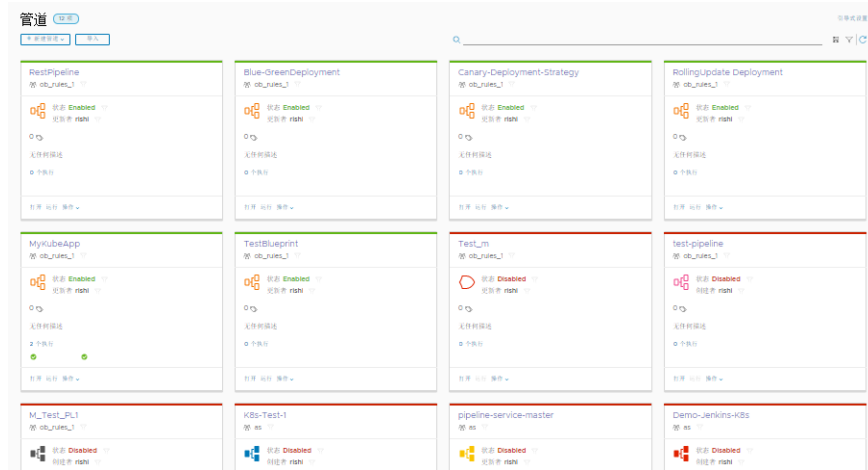 管道 12 项
+ 新建管道 导入
引导式设置
RestPipeline
ob_rules_1
状态 Enabled
更新者 rishi
0
无任何描述
0 个执行
打开 运行 操作
Blue-GreenDeployment
ob_rules_1
状态 Enabled
更新者 rishi
0
无任何描述
0 个执行
打开 运行 操作
Canary-Deployment-Strategy
ob_rules_1
状态 Enabled
更新者 rishi
0
无任何描述
0 个执行
打开 运行 操作
RollingUpdate Deployment
ob_rules_1
状态 Enabled
更新者 rishi
0
无任何描述
0 个执行
打开 运行 操作
MyKubeApp
ob_rules_1
状态 Enabled
更新者 rishi
0
无任何描述
2 个执行
打开 运行 操作
TestBlueprint
ob_rules_1
状态 Enabled
更新者 rishi
0
无任何描述
0 个执行
打开 运行 操作
Test_m
ob_rules_1
状态 Disabled
更新者 rishi
0
无任何描述
0 个执行
打开 运行 操作
test-pipeline
ob_rules_1
状态 Disabled
创建者 rishi
0
无任何描述
0 个执行
打开 运行 操作
M_Test_PL1
ob_rules_1
状态 Disabled
创建者 rishi
K8s-Test-1
as
状态 Disabled
创建者 rishi
pipeline-service-master
as
状态 Disabled
更新者 rishi
Demo-Jenkins-K8s
as
状态 Disabled
创建者 rishi